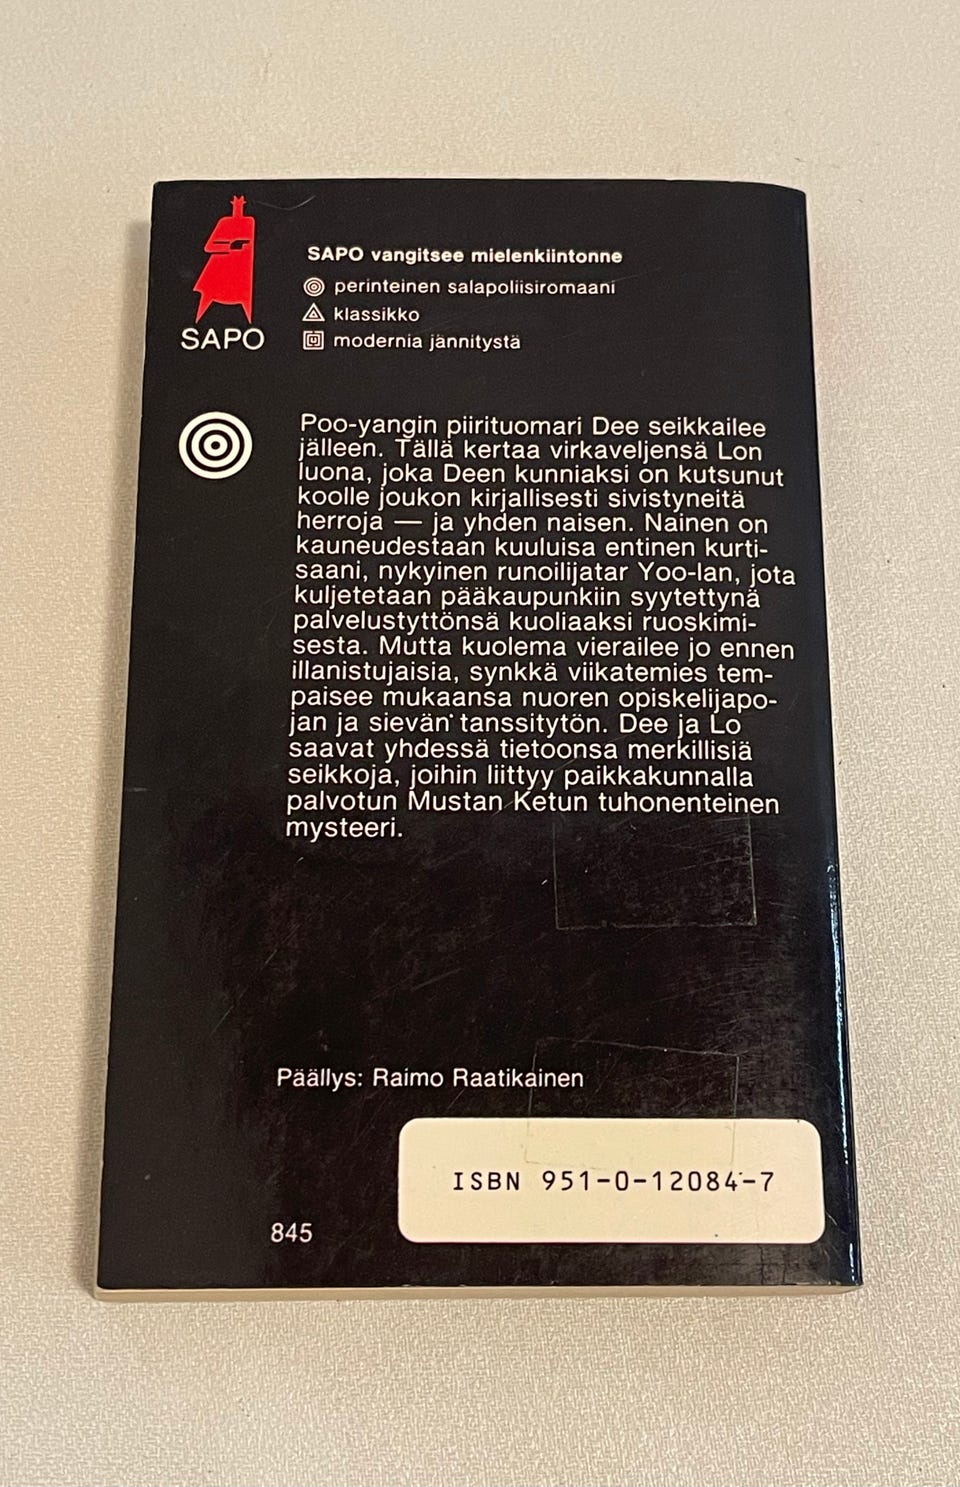 SAPO
SAPO vangitsee mielenkiintonne
perinteinen salapoliisiromaani
klassikko
modernia jännitystä
Poo-yangin piirituomari Dee seikkailee
jälleen. Tällä kertaa virkaveljensä Lon
luona, joka Deen kunniaksi on kutsunut
koolle joukon kirjallisesti sivistyneitä
herroja — ja yhden naisen. Nainen on
kauneudestaan kuuluisa entinen kurti-
saani, nykyinen runoilijatar Yoo-lan, jota
kuljetetaan pääkaupunkiin syytettynä
palvelustyttönsä kuoliaaksi ruoskimi-
sesta. Mutta kuolema vierailee jo ennen
illanistujaisia, synkkä viikatemies tem-
paisee mukaansa nuoren opiskelijapo-
jan ja sievän tanssitytön. Dee ja Lo
saavat yhdessä tietoonsa merkillisiä
seikkoja, joihin liittyy paikkakunnalla
palvotun Mustan Ketun tuhonenteinen
mysteeri.
Päällys: Raimo Raatikainen
ISBN 951-0-12084-7
845